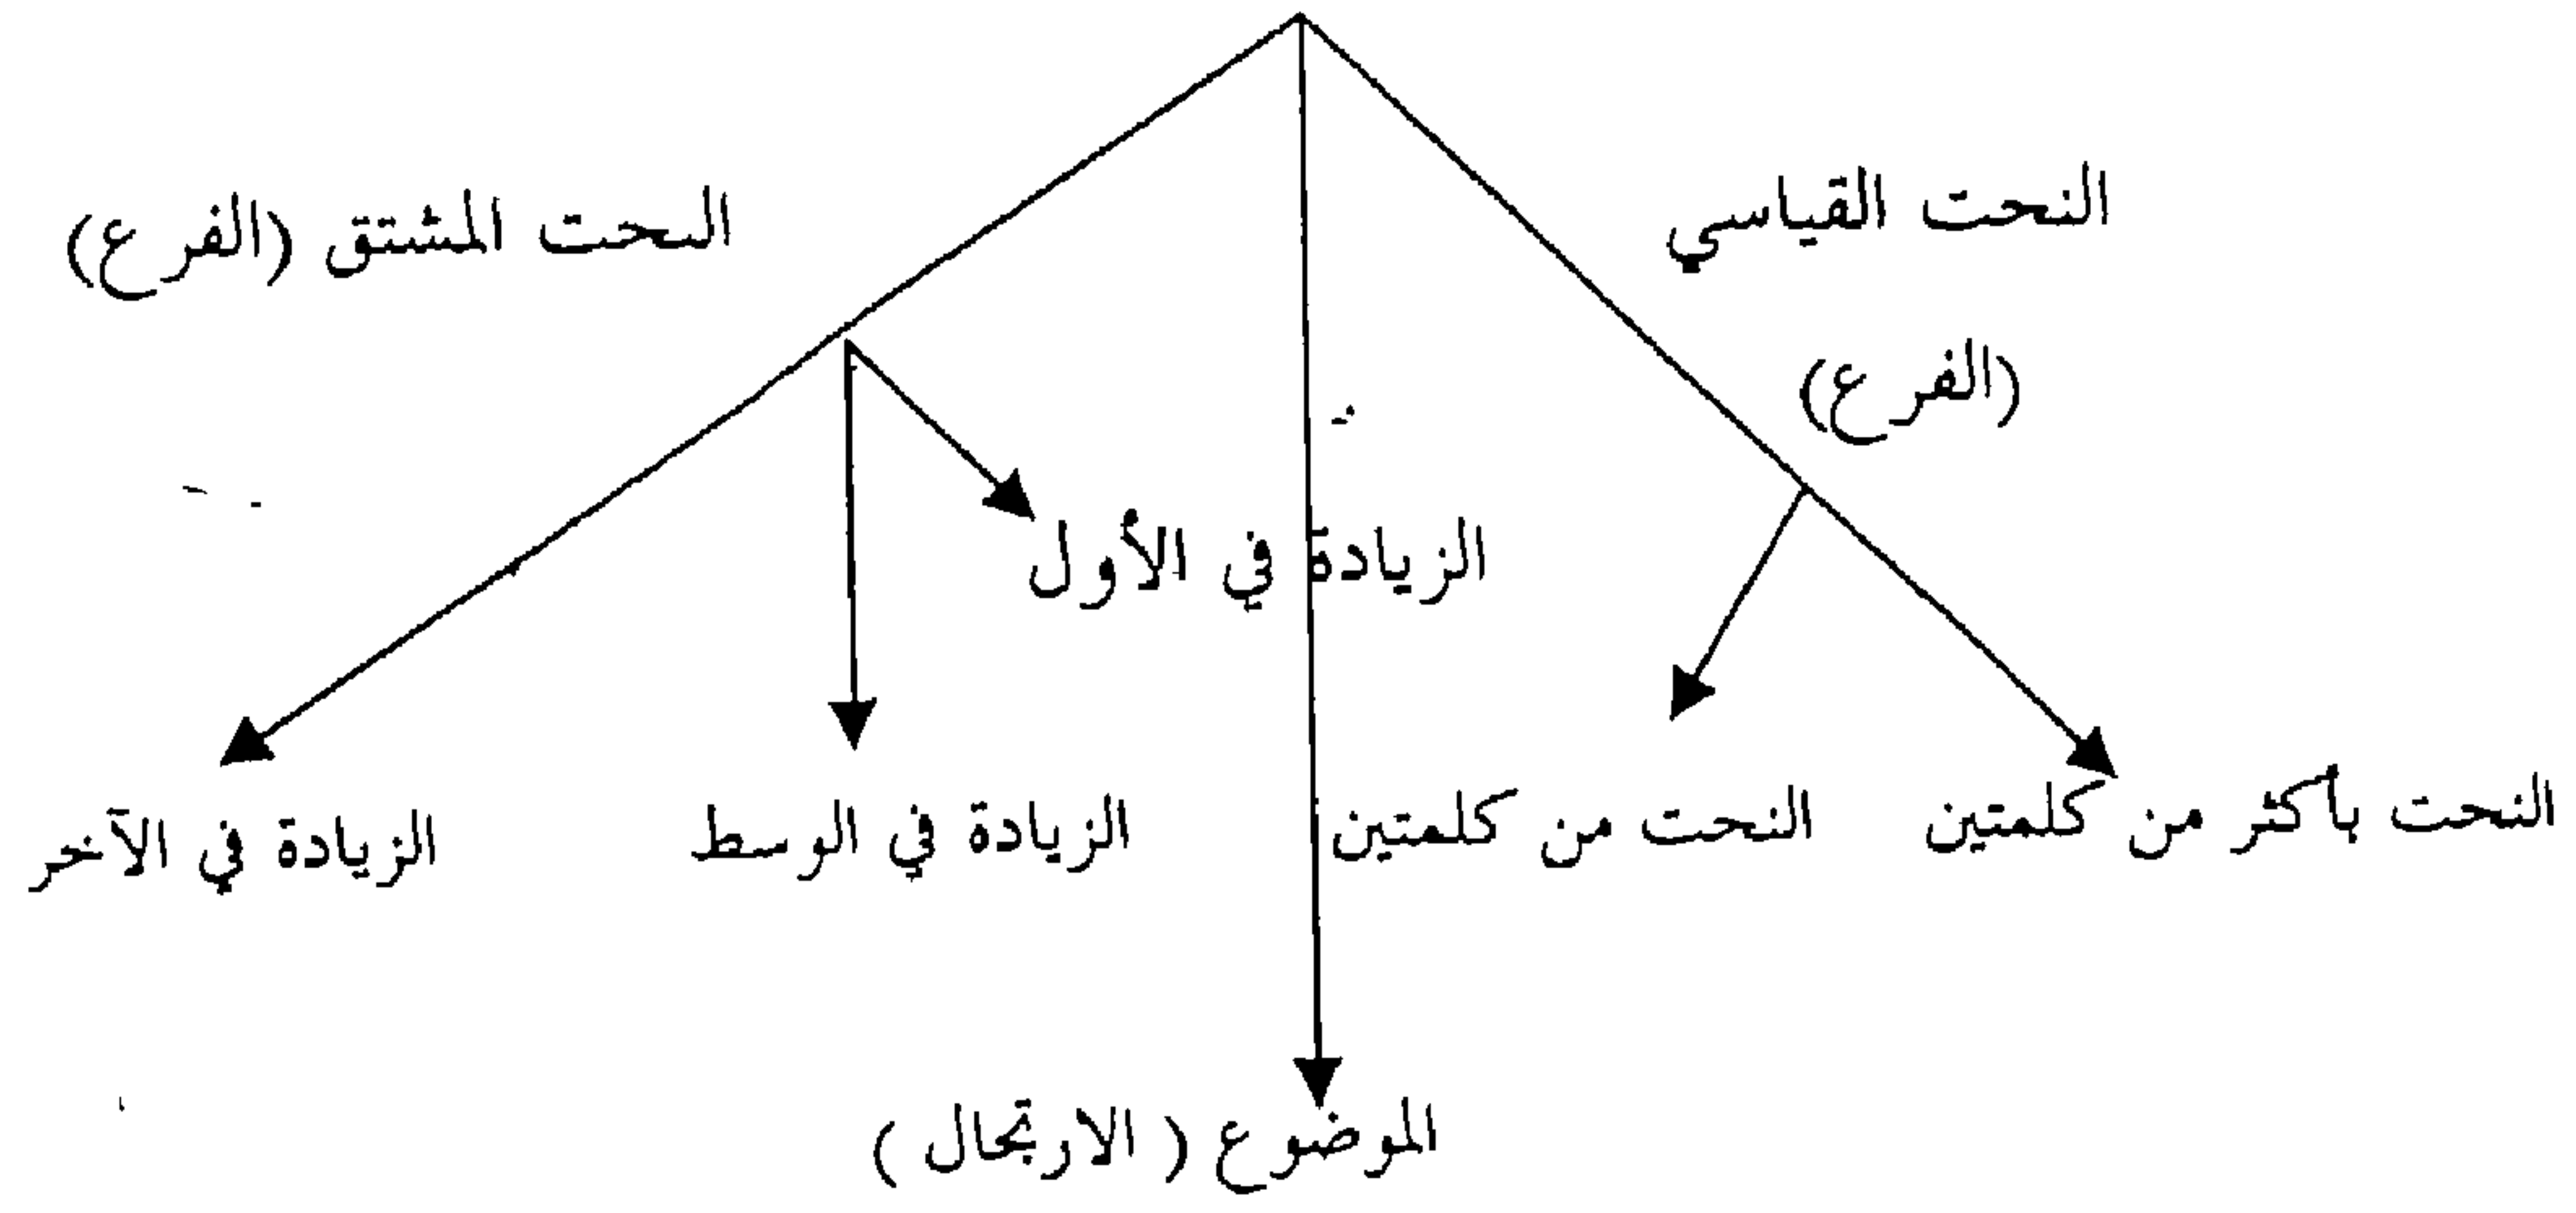 النحت القياسي
النحت المشتق (الفرع)
(الفرع)
الزيادة في الأول
النحت بأكثر من كلمتين
النحت من كلمتين
الزيادة في الوسط
الزيادة في الآخر
الموضوع ( الارتجال )